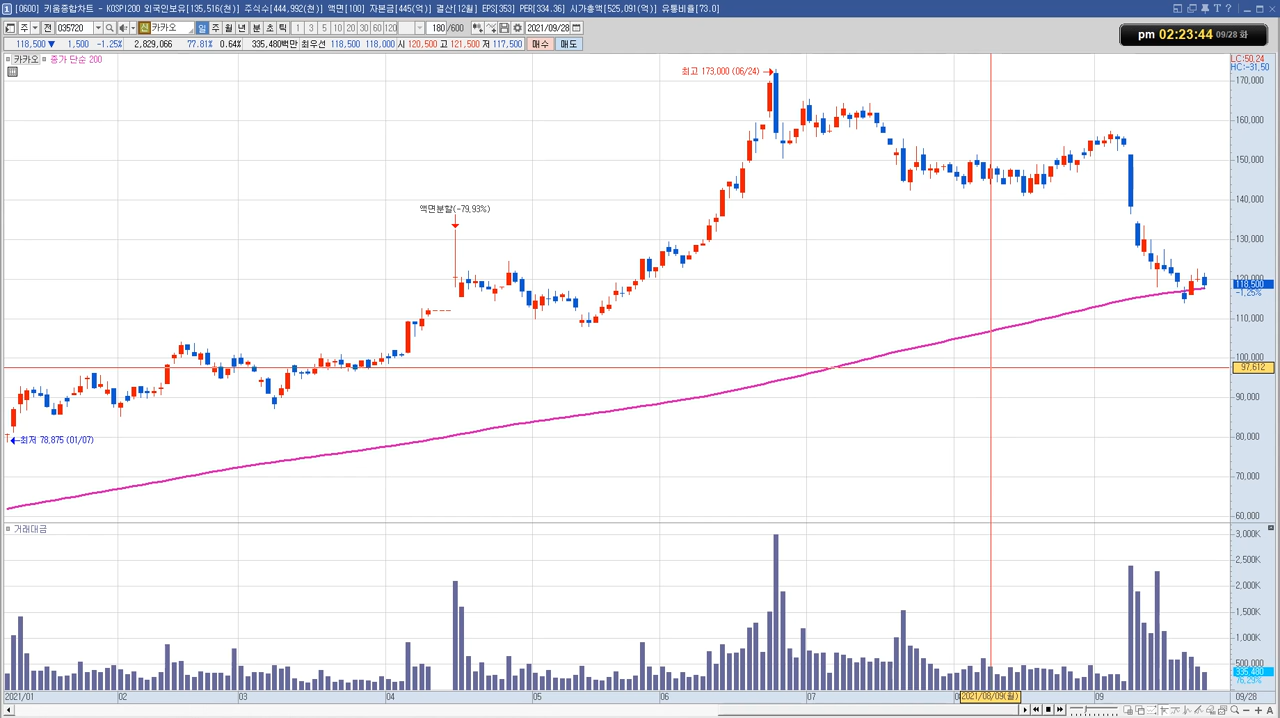 [0600] 키움종합차트 - KOSPI200 외국인보유[135,516(천)] 주식수[444,992(천)] 액면[100] 자본금[445(억)] 결산[12월] EPS[353] PER[334.36] 시가총액[525,091(억)] 유통비율[73.0]
주 전 035720 신 카카오 일 주 월 년 분 초 틱 1 3 5 10 20 30 60 120 180 /600 2021/09/28
pm 02:23:44 09/28 화
118,500 ▼ 1,500 -1.25% 2,829,066 77.81% 0.64% 335,480백만 최우선 118,500 118,000 시 120,500 고 121,500 저 117,500 매수 매도
카카오 종가 단순 200
LC:50.24
HC:-31.50
최고 173,000 (06/24)
170,000
160,000
150,000
140,000
액면분할(-79.93%)
130,000
120,000
118,500
-1.25%
110,000
100,000
97,612
90,000
최저 78,875 (01/07)
80,000
70,000
60,000
거래대금
3,000K
2,500K
2,000K
1,500K
1,000K
500,000
335,480
76.29%
2021/01 02 03 04 05 06 07 2021/08/09(월) 09 09/28